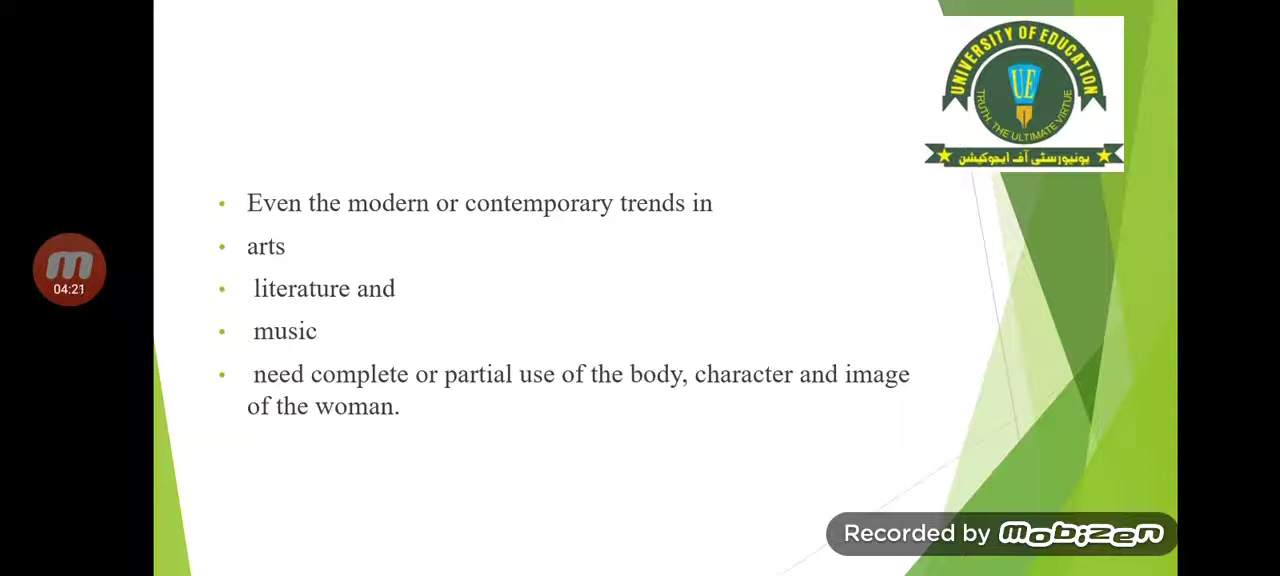 UNIVERSITY OF EDUCATION
UE
TRUTH, THE ULTIMATE VIRTUE
یونیورسٹی آف ایجوکیشن
• Even the modern or contemporary trends in
• arts
• literature and
• music
• need complete or partial use of the body, character and image
of the woman.
m
04:21
Recorded by mobizen